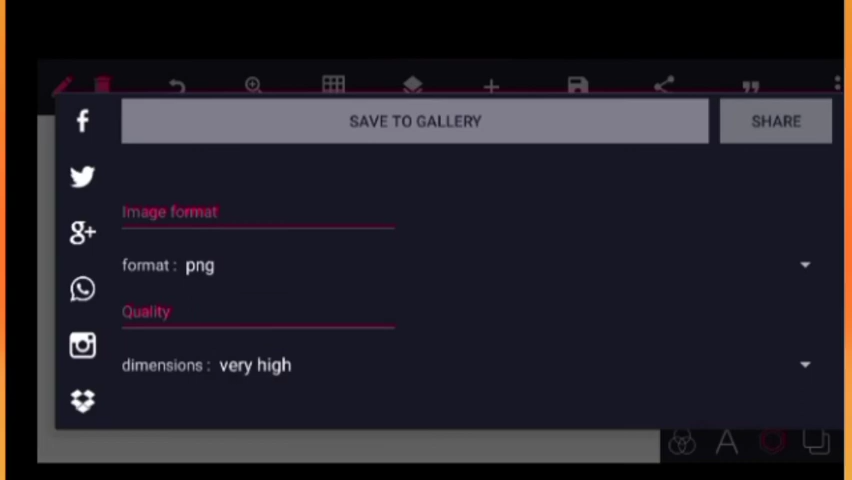 SAVE TO GALLERY
SHARE
Image format
format : png
Quality
dimensions : very high